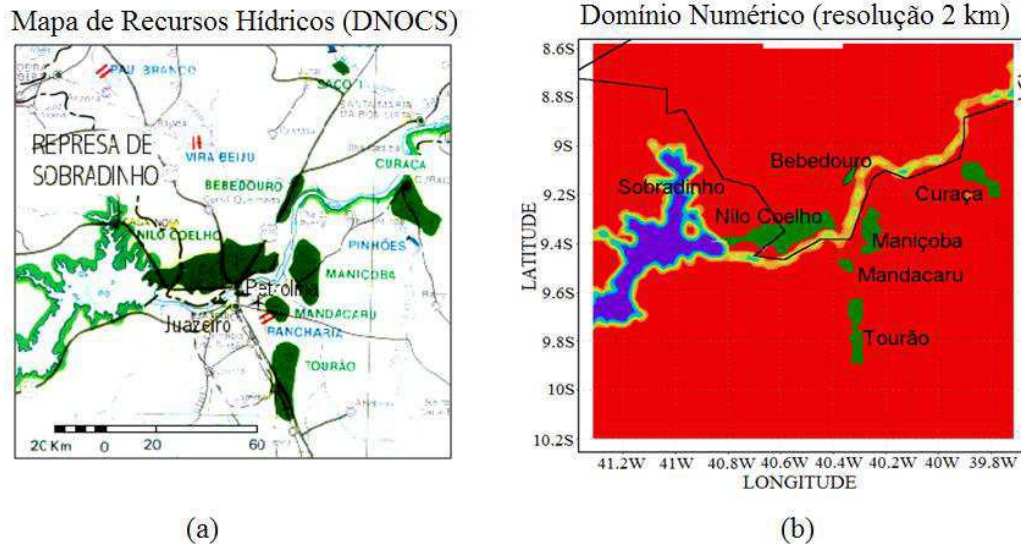 Mapa de Recursos Hídricos (DNOCS)
PAU BRANCO
SACO I
REPRESA DE
SOBRADINHO
VIRA BEIJU
CURAÇA
BEBEDOURO
CASA NOVA
NILO COELHO
PINHÕES
MANIÇOBA
Petrolina
MANDACARU
Juazeiro
RANCHARIA
TOURÃO
20 Km 0 20 60
(a)
Domínio Numérico (resolução 2 km)
8.6S
8.8S
9S
9.2S
9.4S
9.6S
9.8S
10S
10.2S
LATITUDE
Bebedouro
Sobradinho
Curaça
Nilo Coelho
Maniçoba
Mandacaru
Tourão
41.2W 41W 40.8W 40.6W 40.4W 40.2W 40W 39.8W
LONGITUDE
(b)